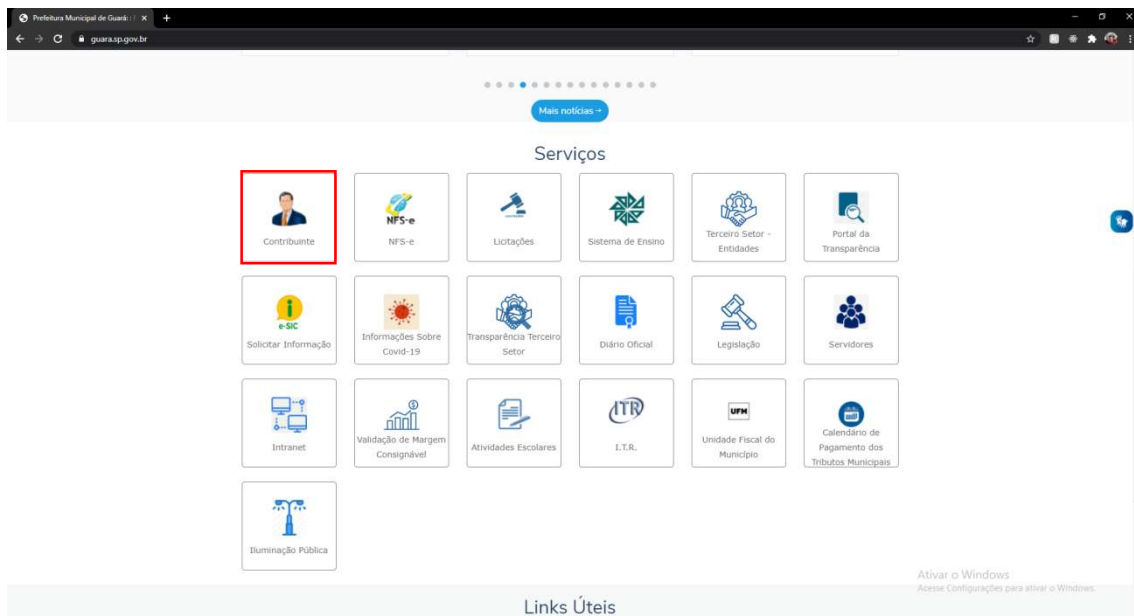 Prefeitura Municipal de Guará: : 
guara.sp.gov.br
Mais notícias →
Serviços
Contribuinte
NFS-e
NFS-e
Licitações
Sistema de Ensino
Terceiro Setor -
Entidades
Portal da
Transparência
e-SIC
Solicitar Informação
Informações Sobre
Covid-19
Transparência Terceiro
Setor
Diário Oficial
Legislação
Servidores
Intranet
Validação de Margem
Consignável
Atividades Escolares
ITR
I.T.R.
UFM
Unidade Fiscal do
Município
Calendário de
Pagamento dos
Tributos Municipais
Iluminação Pública
Ativar o Windows
Acesse Configurações para ativar o Windows.
Links Úteis